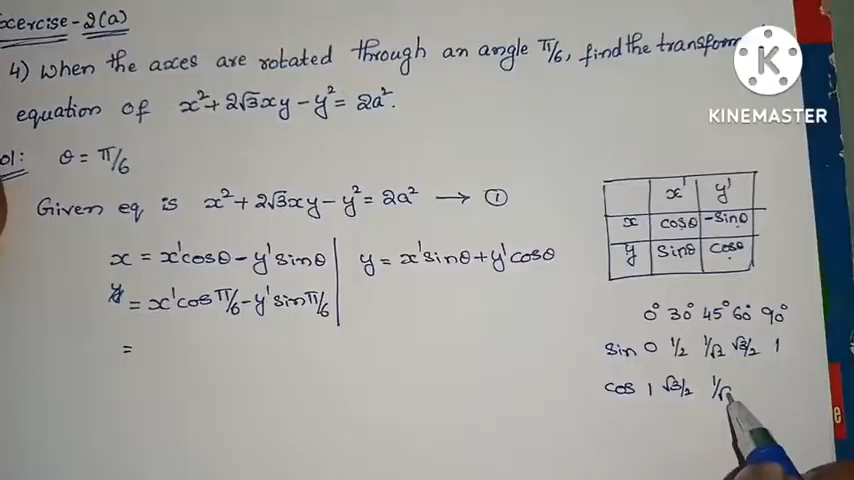 Excercise-2(a)
4) When the axes are rotated through an angle π/6, find the transform
equation of x²+2√3xy-y²=2a².
Sol: θ=π/6
Given eq is x²+2√3xy-y²=2a² → ①
x = x'cosθ-y'sinθ | y = x'sinθ+y'cosθ
= x'cos π/6-y'sin π/6
=
x' y'
x cosθ -sinθ
y sinθ cosθ
0° 30° 45° 60° 90°
sin 0 1/2 1/√2 √3/2 1
cos 1 √3/2 1/√
K
KINEMASTER
e